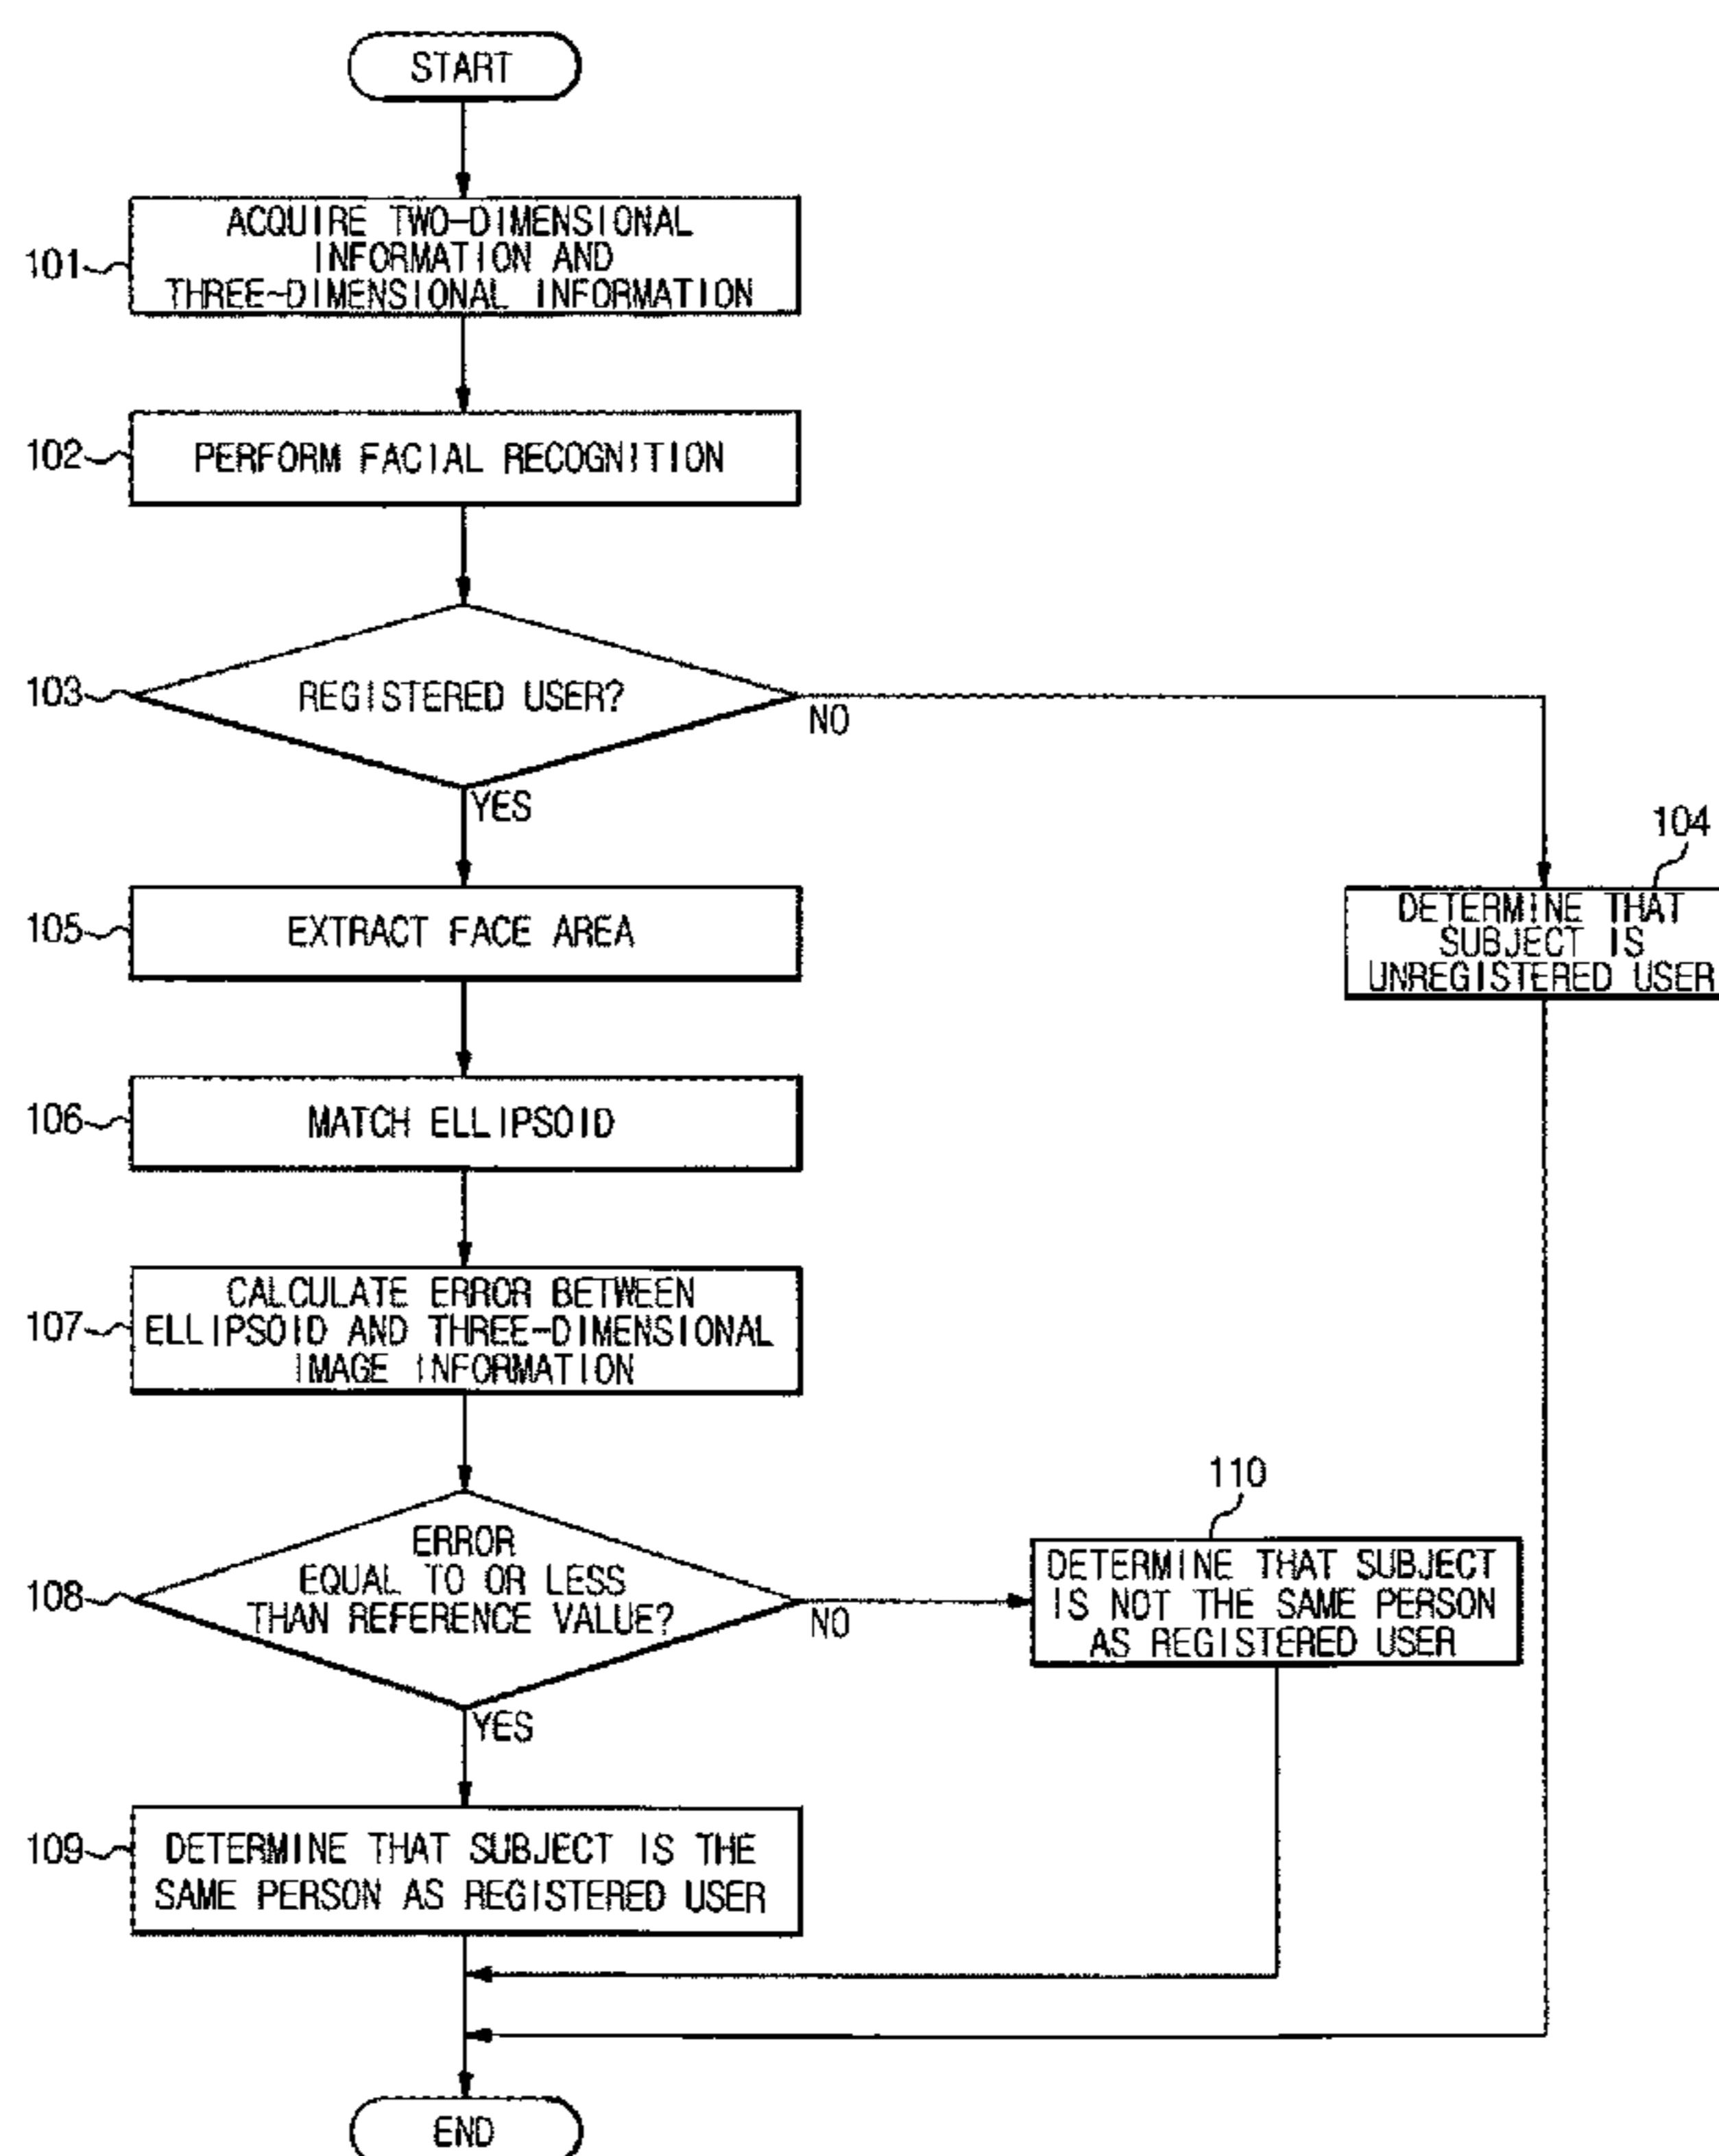 START
101
ACQUIRE TWO-DIMENSIONAL
INFORMATION AND
THREE-DIMENSIONAL INFORMATION
102
PERFORM FACIAL RECOGNITION
103
REGISTERED USER?
NO
YES
104
DETERMINE THAT
SUBJECT IS
UNREGISTERED USER
105
EXTRACT FACE AREA
106
MATCH ELLIPSOID
107
CALCULATE ERROR BETWEEN
ELLIPSOID AND THREE-DIMENSIONAL
IMAGE INFORMATION
108
ERROR
EQUAL TO OR LESS
THAN REFERENCE VALUE?
NO
YES
110
DETERMINE THAT SUBJECT
IS NOT THE SAME PERSON
AS REGISTERED USER
109
DETERMINE THAT SUBJECT IS THE
SAME PERSON AS REGISTERED USER
END